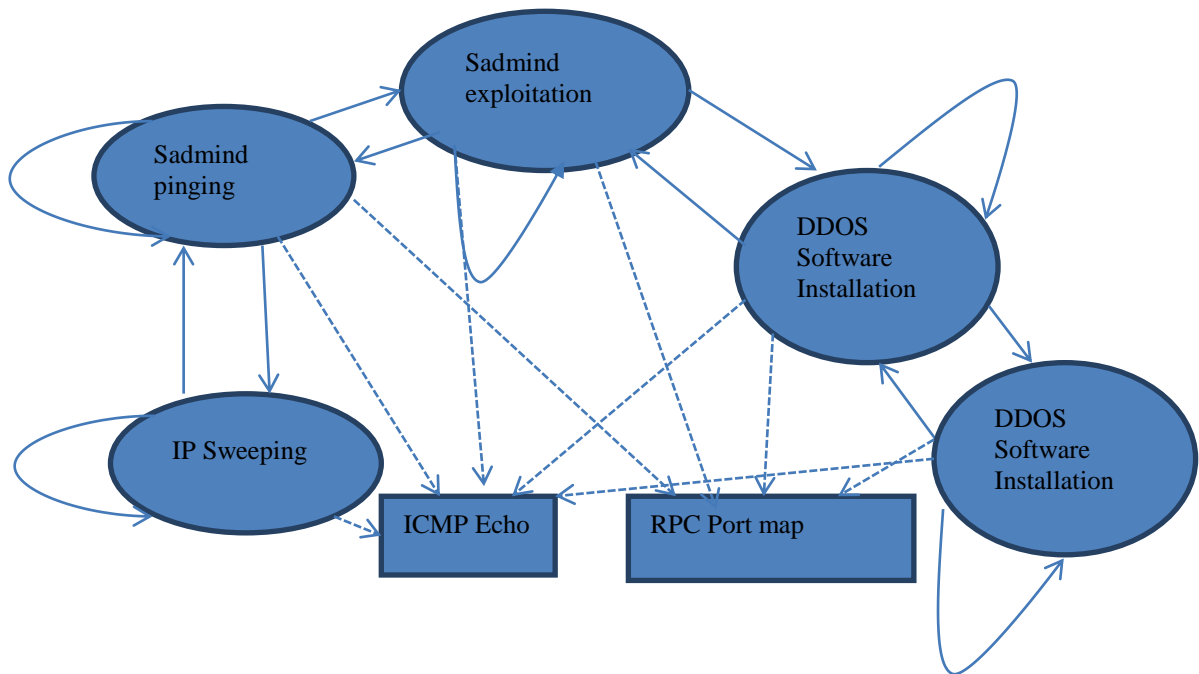 Sadmind
exploitation
Sadmind
pinging
DDOS
Software
Installation
IP Sweeping
DDOS
Software
Installation
ICMP Echo
RPC Port map